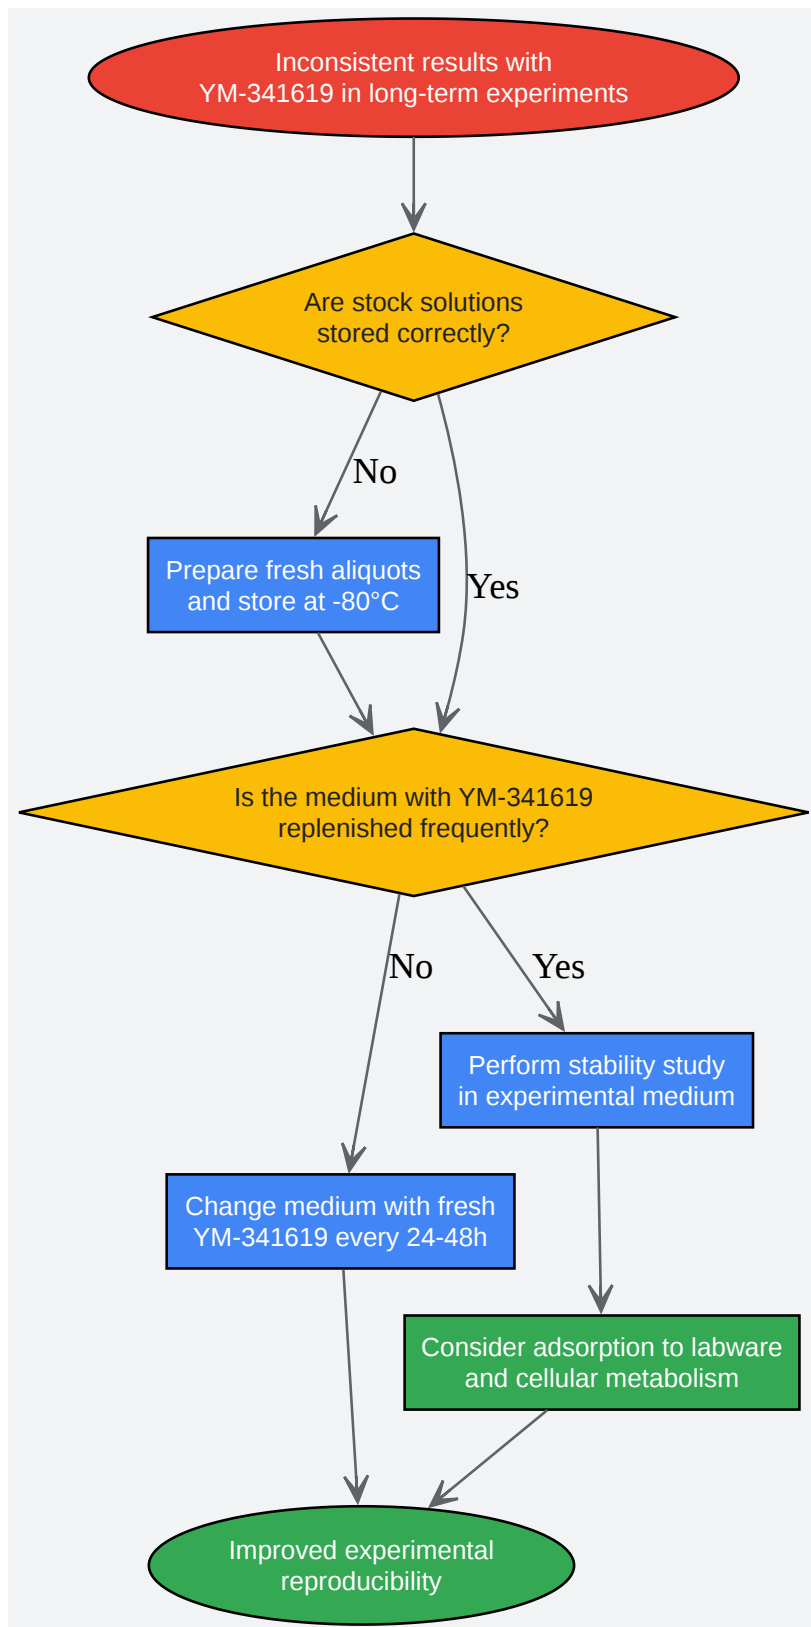 Inconsistent results with
YM-341619 in long-term experiments
Are stock solutions
stored correctly?
No
Prepare fresh aliquots
and store at -80°C
Yes
Is the medium with YM-341619
replenished frequently?
No
Yes
Perform stability study
in experimental medium
Change medium with fresh
YM-341619 every 24-48h
Consider adsorption to labware
and cellular metabolism
Improved experimental
reproducibility